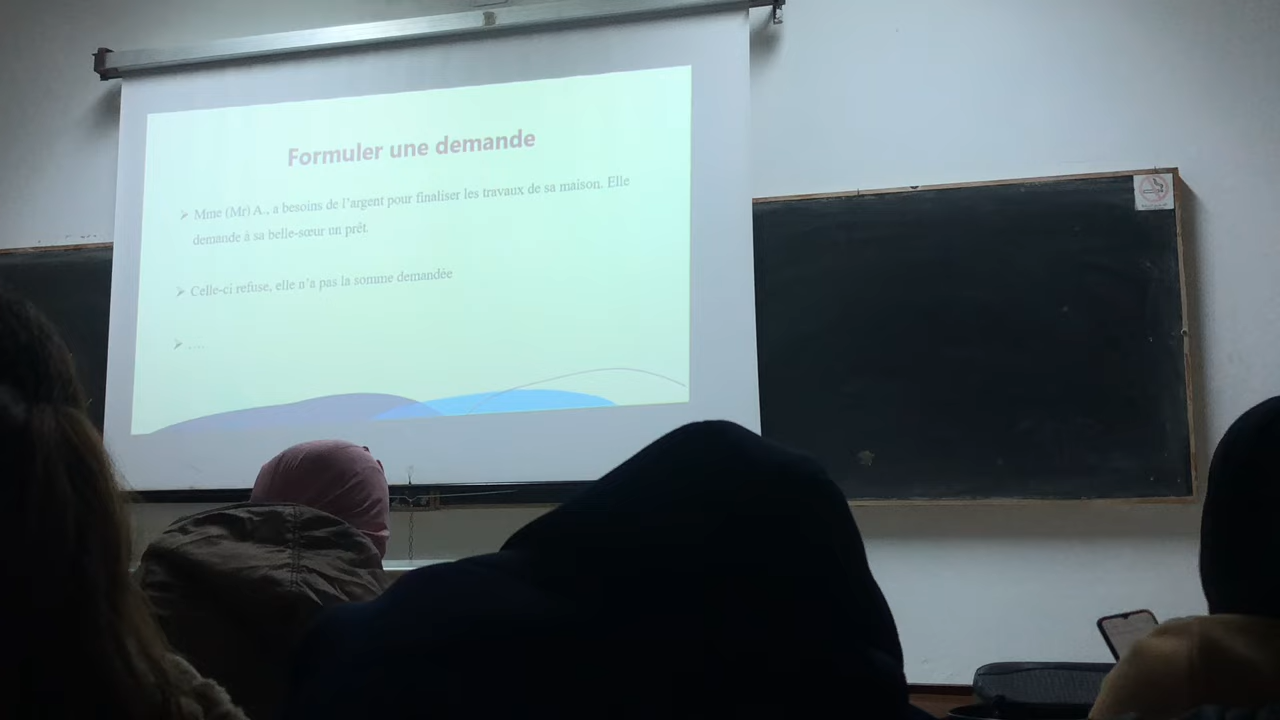 Formuler une demande
➢ Mme (Mr) A., a besoins de l'argent pour finaliser les travaux de sa maison. Elle
demande à sa belle-sœur un prêt.
➢ Celle-ci refuse, elle n'a pas la somme demandée
➢ ....